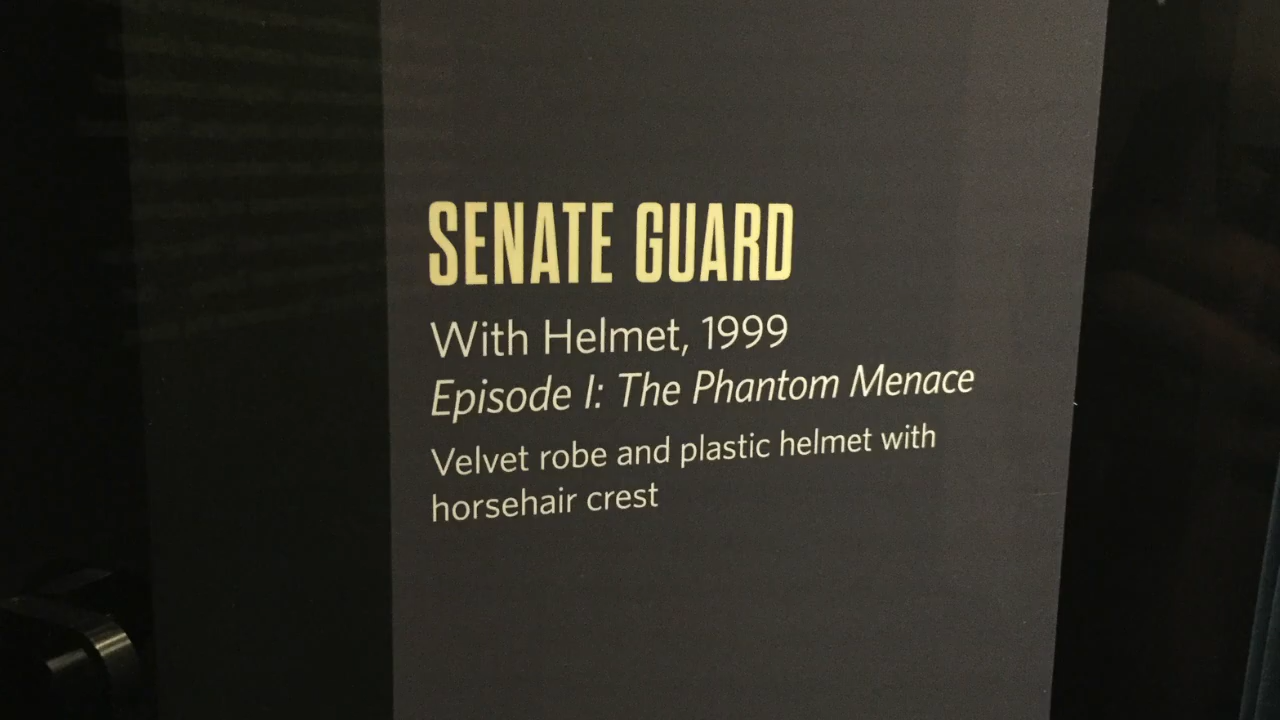 SENATE GUARD
With Helmet, 1999
Episode I: The Phantom Menace
Velvet robe and plastic helmet with
horsehair crest